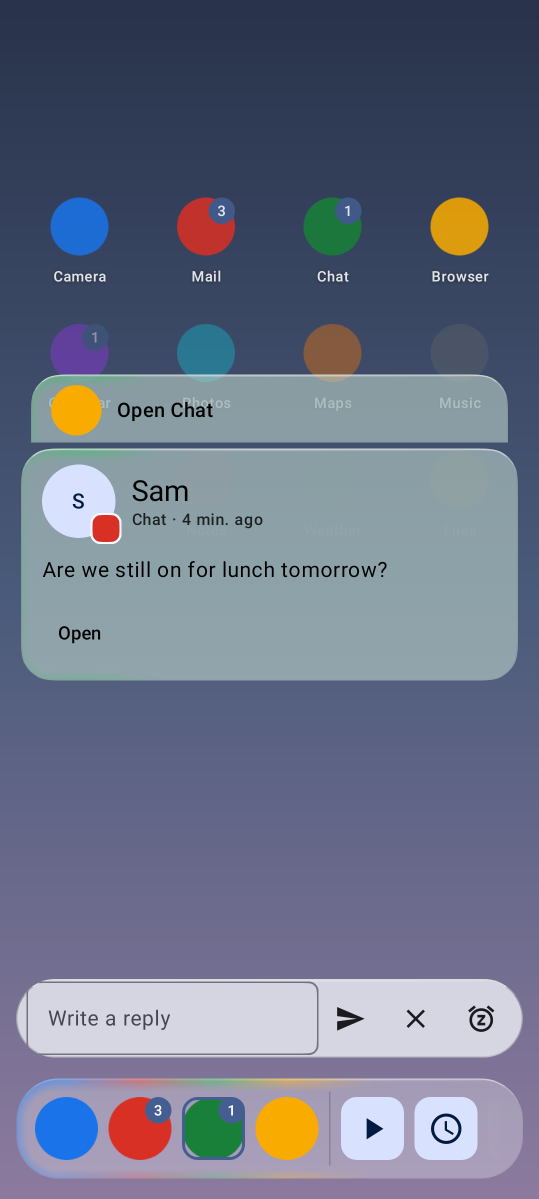 3
1
Camera
Mail
Chat
Browser
1
Photos
Maps
Music
Open Chat
S
Sam
Chat · 4 min. ago
Are we still on for lunch tomorrow?
Open
Write a reply
3
1